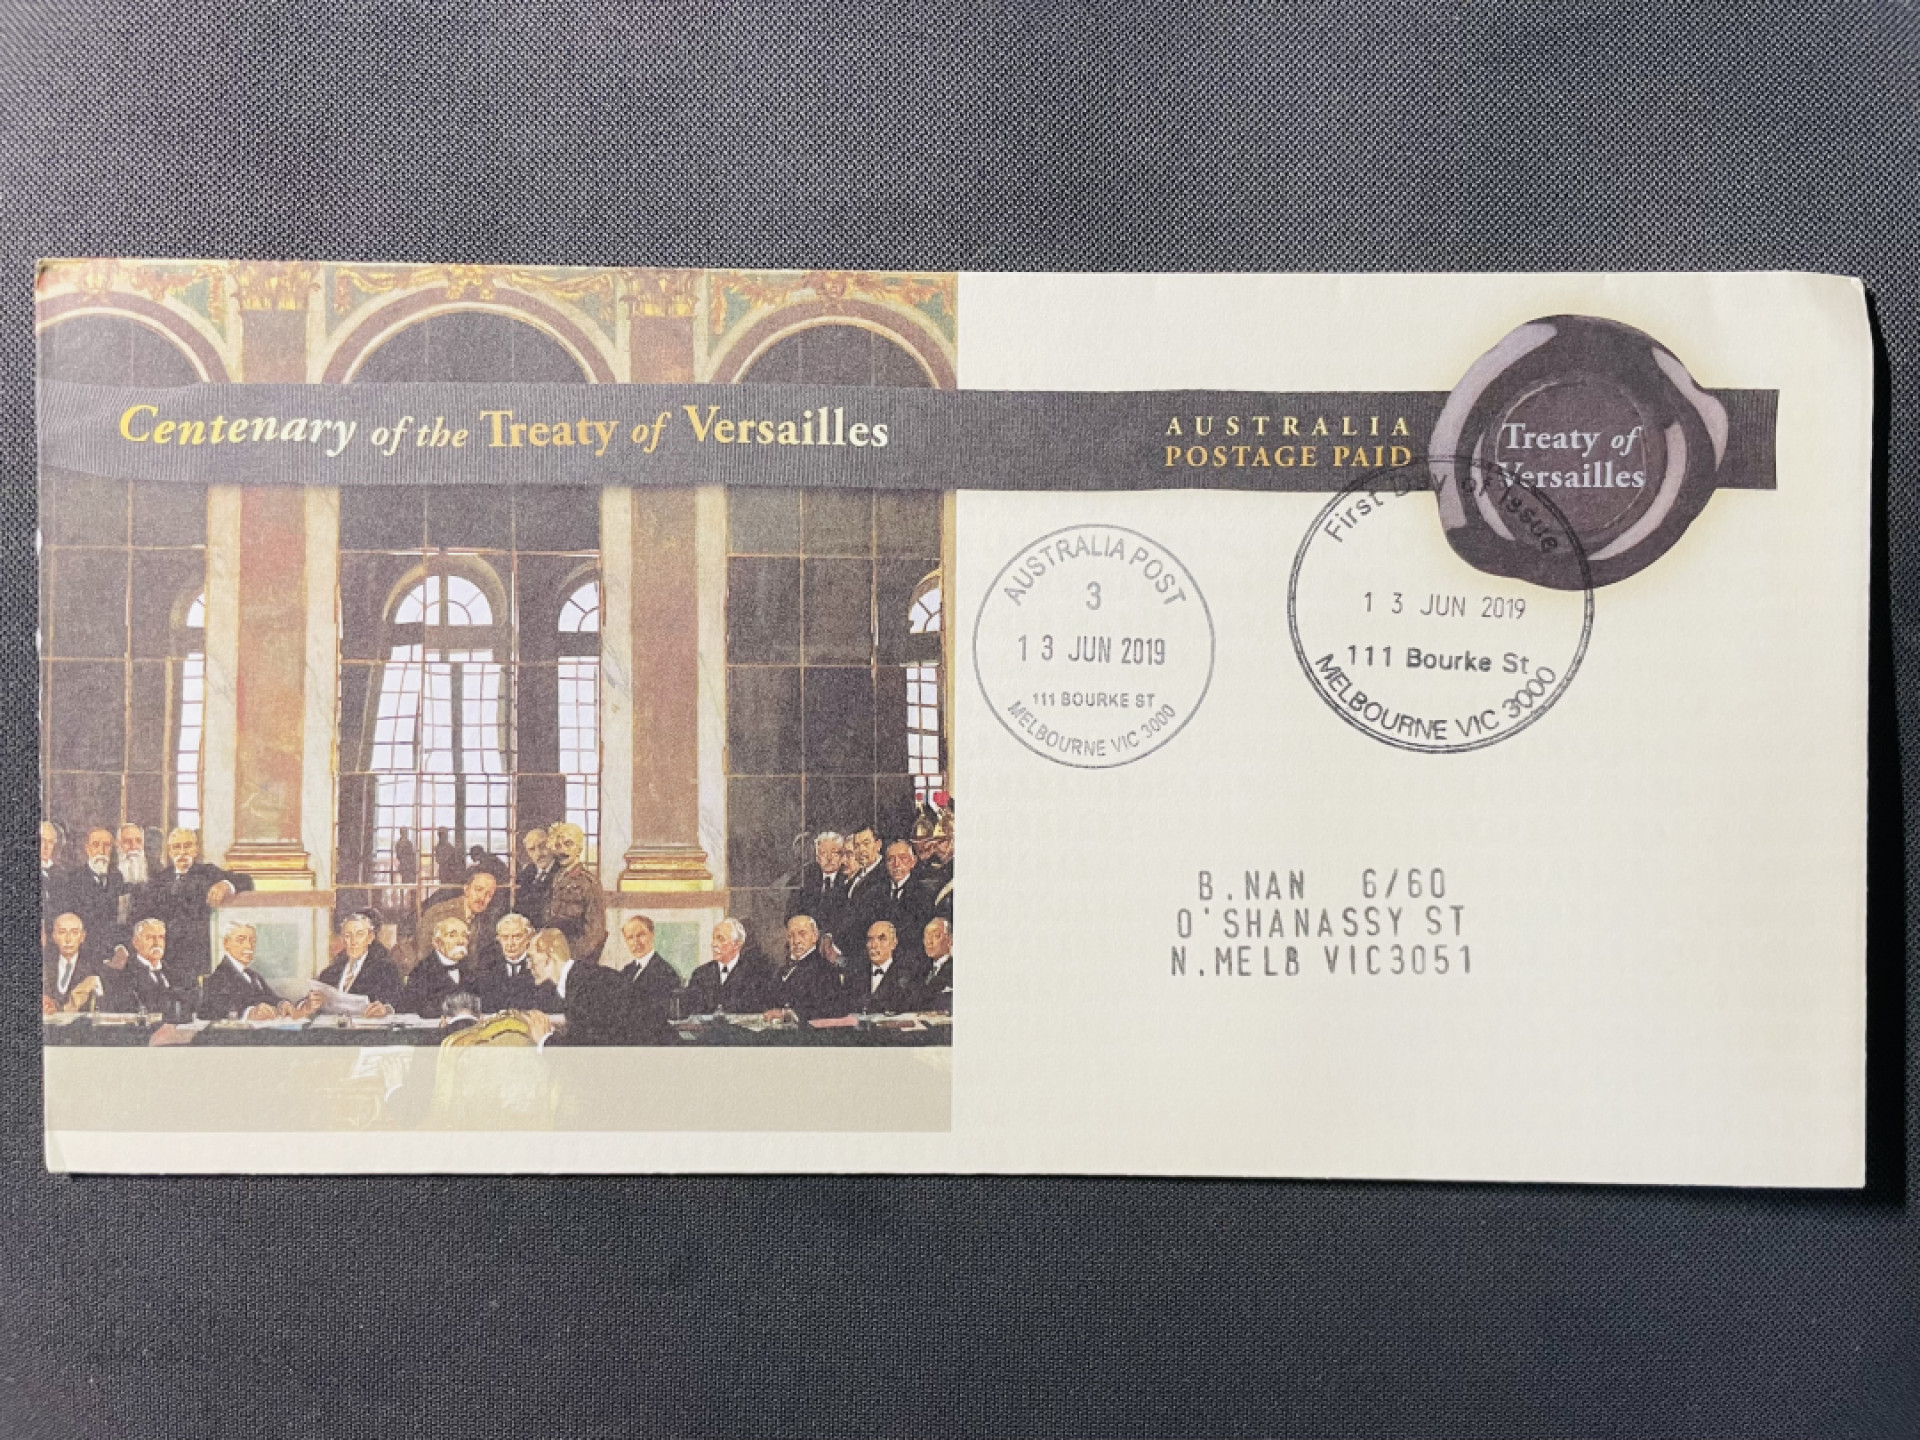 Centenary of the Treaty of Versailles
AUSTRALIA
POSTAGE PAID
Treaty of
Versailles
AUSTRALIA POST
3
13 JUN 2019
111 BOURKE ST
MELBOURNE VIC 3000
First Day of Issue
13 JUN 2019
111 Bourke St
MELBOURNE VIC 3000
B.NAN 6/60
O'SHANASSY ST
N.MELB VIC3051